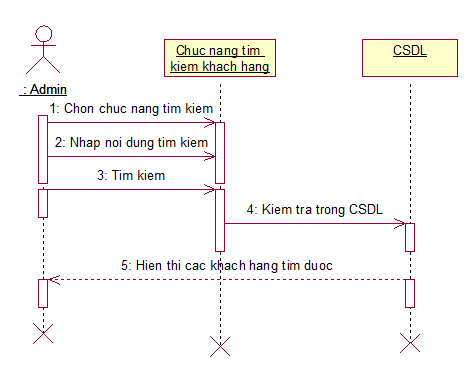 Chuc nang tim
kiem khach hang
CSDL
: Admin
1: Chon chuc nang tim kiem
2: Nhap noi dung tim kiem
3: Tim kiem
4: Kiem tra trong CSDL
5: Hien thi cac khach hang tim duoc